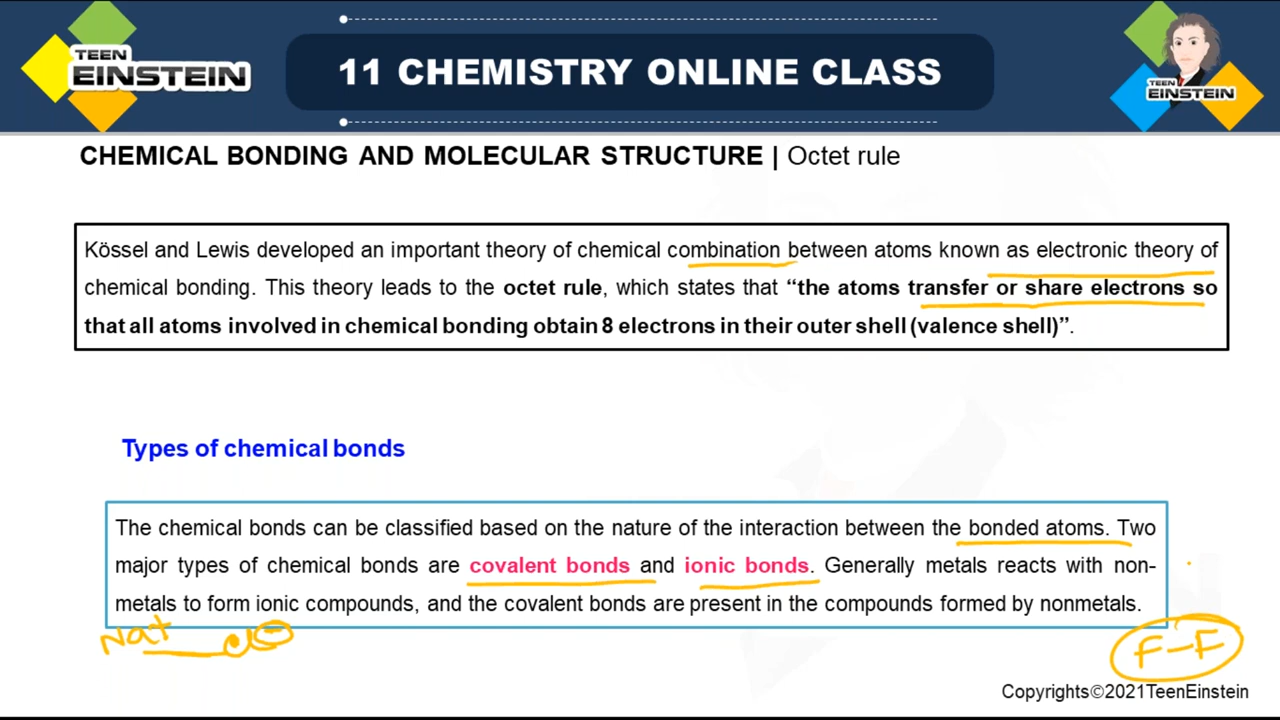 TEEN
EINSTEIN
11 CHEMISTRY ONLINE CLASS
TEEN
EINSTEIN
CHEMICAL BONDING AND MOLECULAR STRUCTURE | Octet rule
Kössel and Lewis developed an important theory of chemical combination between atoms known as electronic theory of
chemical bonding. This theory leads to the octet rule, which states that “the atoms transfer or share electrons so
that all atoms involved in chemical bonding obtain 8 electrons in their outer shell (valence shell)”.
Types of chemical bonds
The chemical bonds can be classified based on the nature of the interaction between the bonded atoms. Two
major types of chemical bonds are covalent bonds and ionic bonds. Generally metals reacts with non-
metals to form ionic compounds, and the covalent bonds are present in the compounds formed by nonmetals.
Na+ Cl-
F-F
Copyrights©2021TeenEinstein